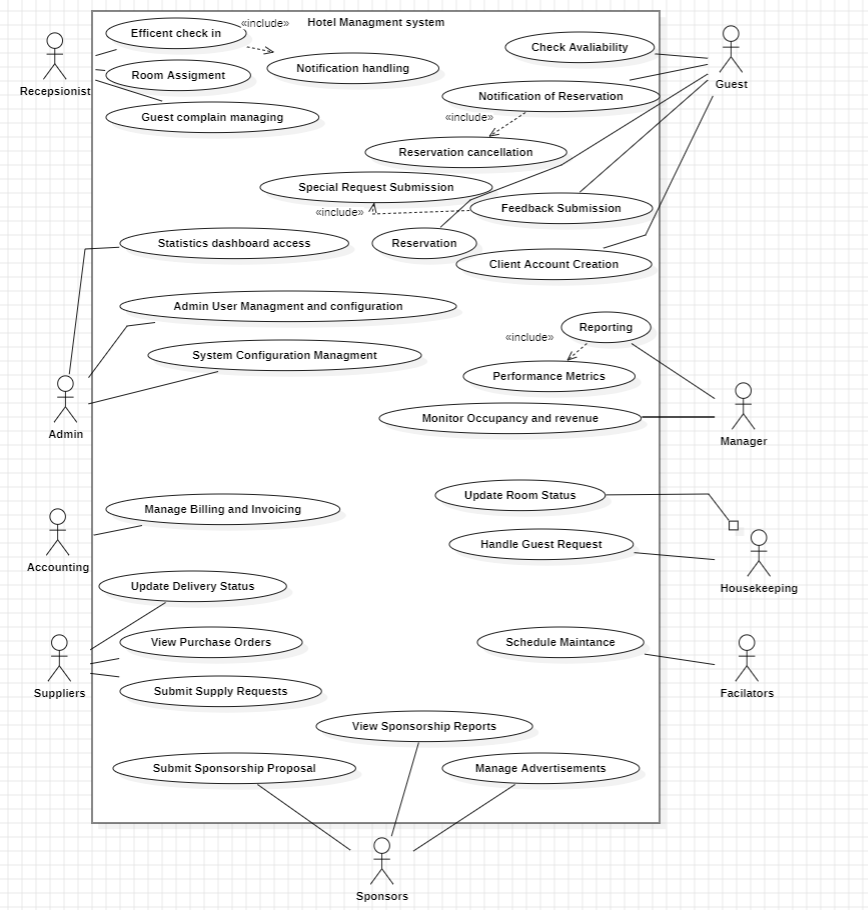 «include» Hotel Managment system
Efficent check in
Check Avaliability
Notification handling
Room Assigment
Recepsionist
Guest
Notification of Reservation
Guest complain managing
«include»
Reservation cancellation
Special Request Submission
«include»
Feedback Submission
Statistics dashboard access
Reservation
Client Account Creation
Admin User Managment and configuration
Reporting
«include»
System Configuration Managment
Performance Metrics
Monitor Occupancy and revenue
Admin
Manager
Update Room Status
Manage Billing and Invoicing
Handle Guest Request
Accounting
Update Delivery Status
Housekeeping
View Purchase Orders
Schedule Maintance
Suppliers
Submit Supply Requests
Facilators
View Sponsorship Reports
Submit Sponsorship Proposal
Manage Advertisements
Sponsors